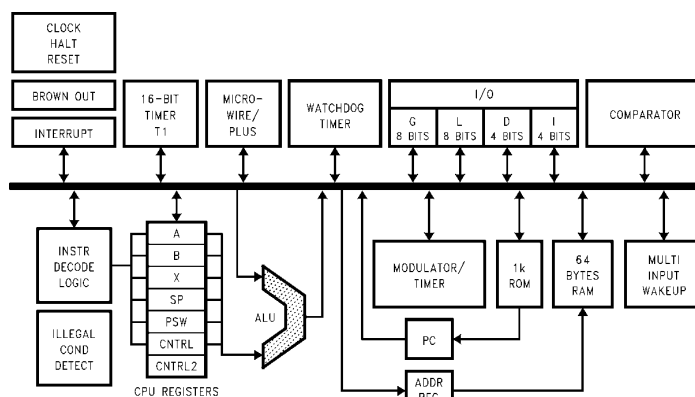 CLOCK
HALT
RESET
BROWN OUT
INTERRUPT
16-BIT
TIMER
T1
MICRO-
WIRE/
PLUS
WATCHDOG
TIMER
I/O
G
8 BITS
L
8 BITS
D
4 BITS
I
4 BITS
COMPARATOR
INSTR
DECODE
LOGIC
ILLEGAL
COND
DETECT
A
B
X
SP
PSW
CNTRL
CNTRL2
CPU REGISTERS
ALU
MODULATOR/
TIMER
1k
ROM
64
BYTES
RAM
MULTI
INPUT
WAKEUP
PC
ADDR
REG